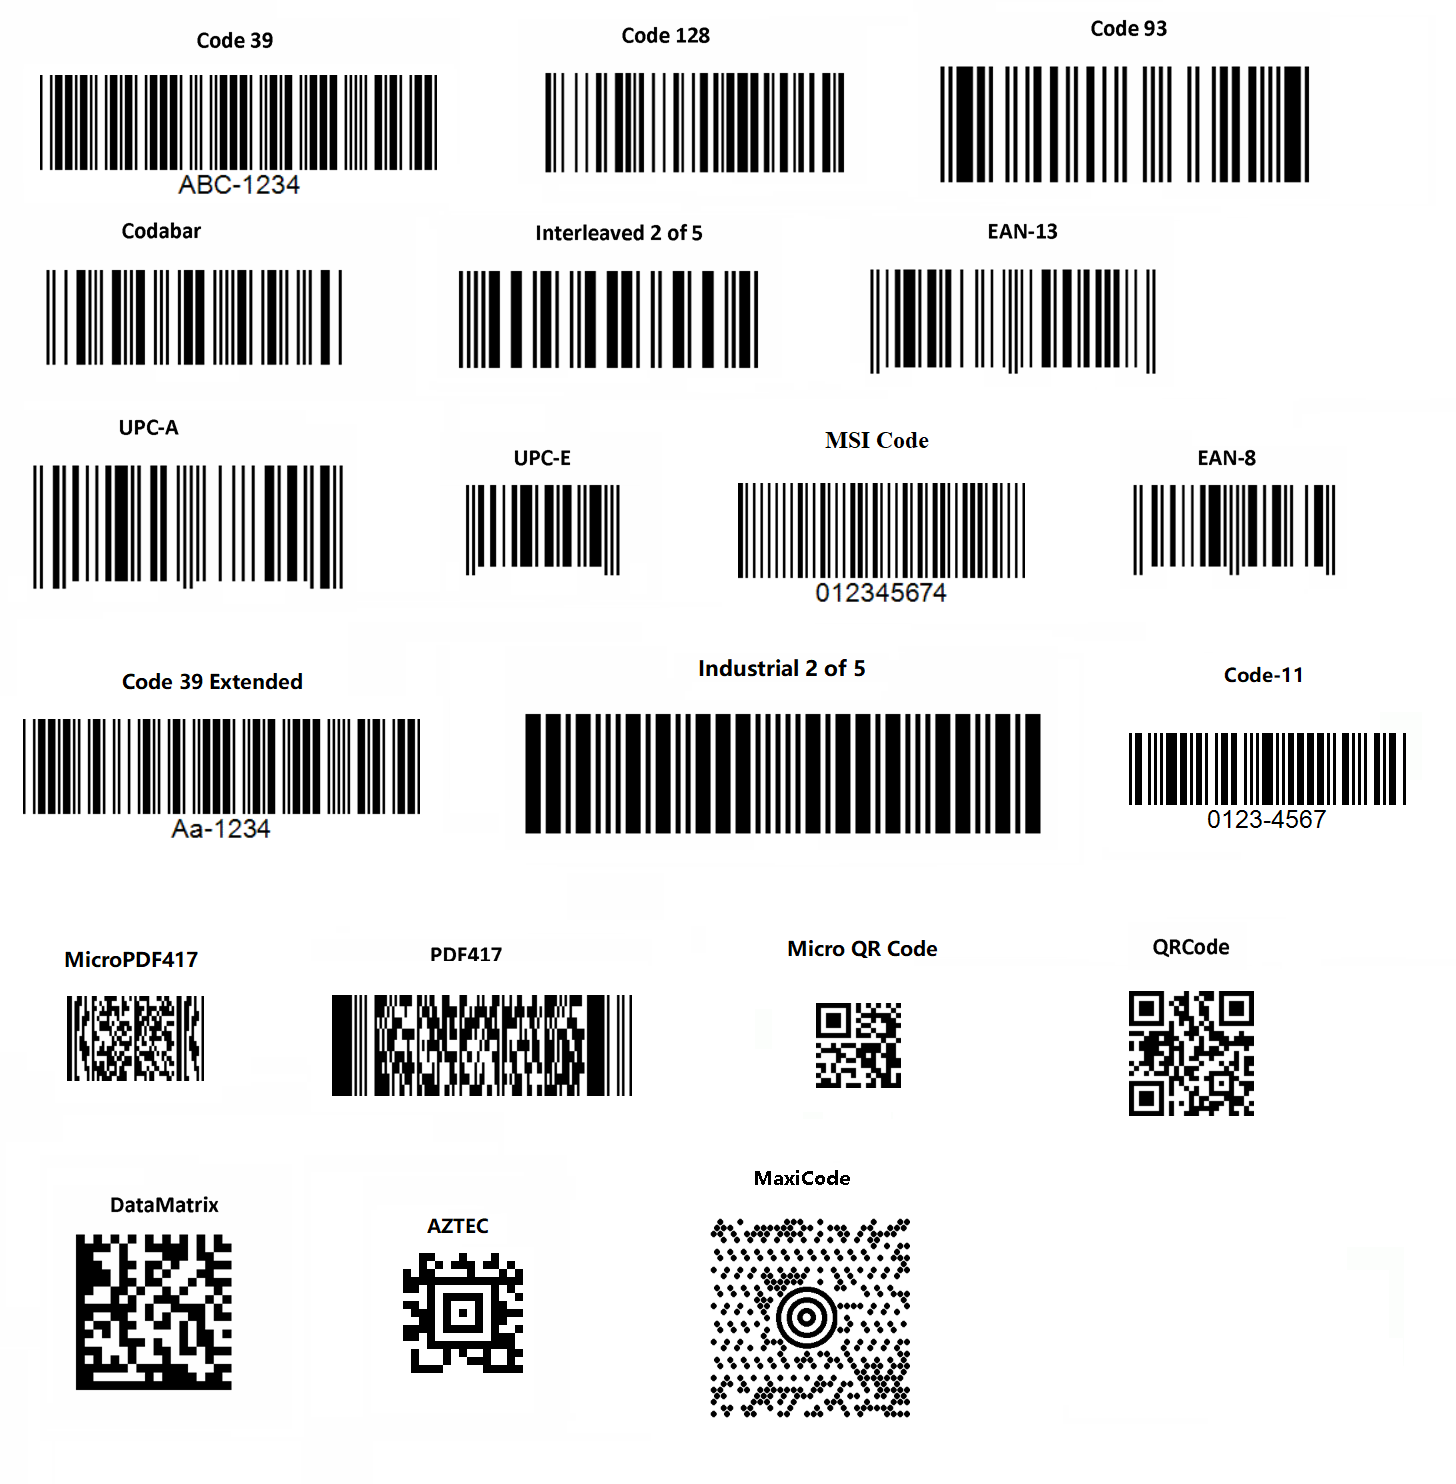 Code 39
Code 128
Code 93
ABC-1234
Codabar
Interleaved 2 of 5
EAN-13
UPC-A
UPC-E
MSI Code
EAN-8
012345674
Code 39 Extended
Industrial 2 of 5
Code-11
Aa-1234
0123-4567
MicroPDF417
PDF417
Micro QR Code
QRCode
DataMatrix
AZTEC
MaxiCode